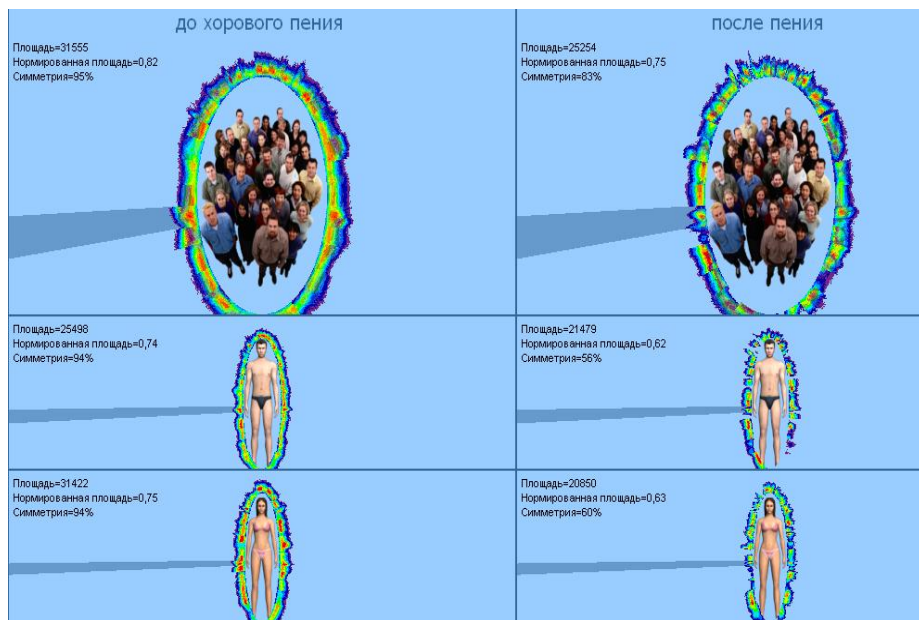 до хорового пения
Площадь=31555
Нормированная площадь=0,82
Симметрия=95%
после пения
Площадь=25254
Нормированная площадь=0,75
Симметрия=83%
Площадь=25498
Нормированная площадь=0,74
Симметрия=94%
Площадь=21479
Нормированная площадь=0,62
Симметрия=56%
Площадь=31422
Нормированная площадь=0,75
Симметрия=94%
Площадь=20850
Нормированная площадь=0,63
Симметрия=60%